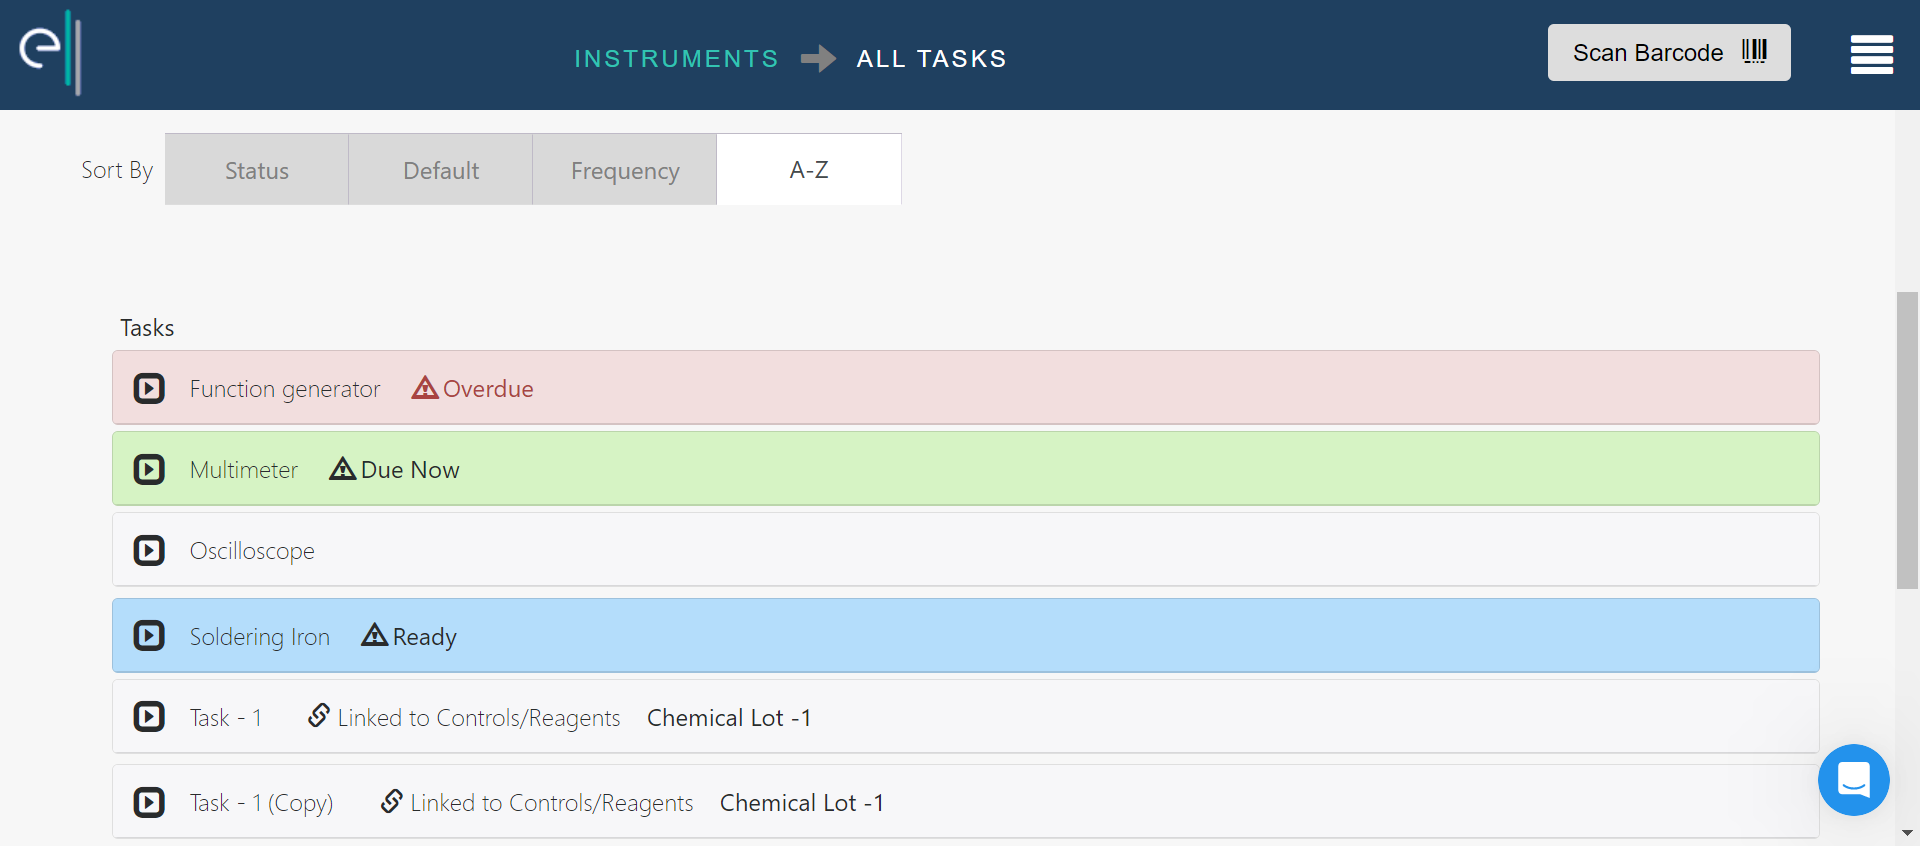 INSTRUMENTS ALL TASKS
Scan Barcode
Sort By Status Default Frequency A-Z
Tasks
Function generator Overdue
Multimeter Due Now
Oscilloscope
Soldering Iron Ready
Task - 1 Linked to Controls/Reagents Chemical Lot -1
Task - 1 (Copy) Linked to Controls/Reagents Chemical Lot -1